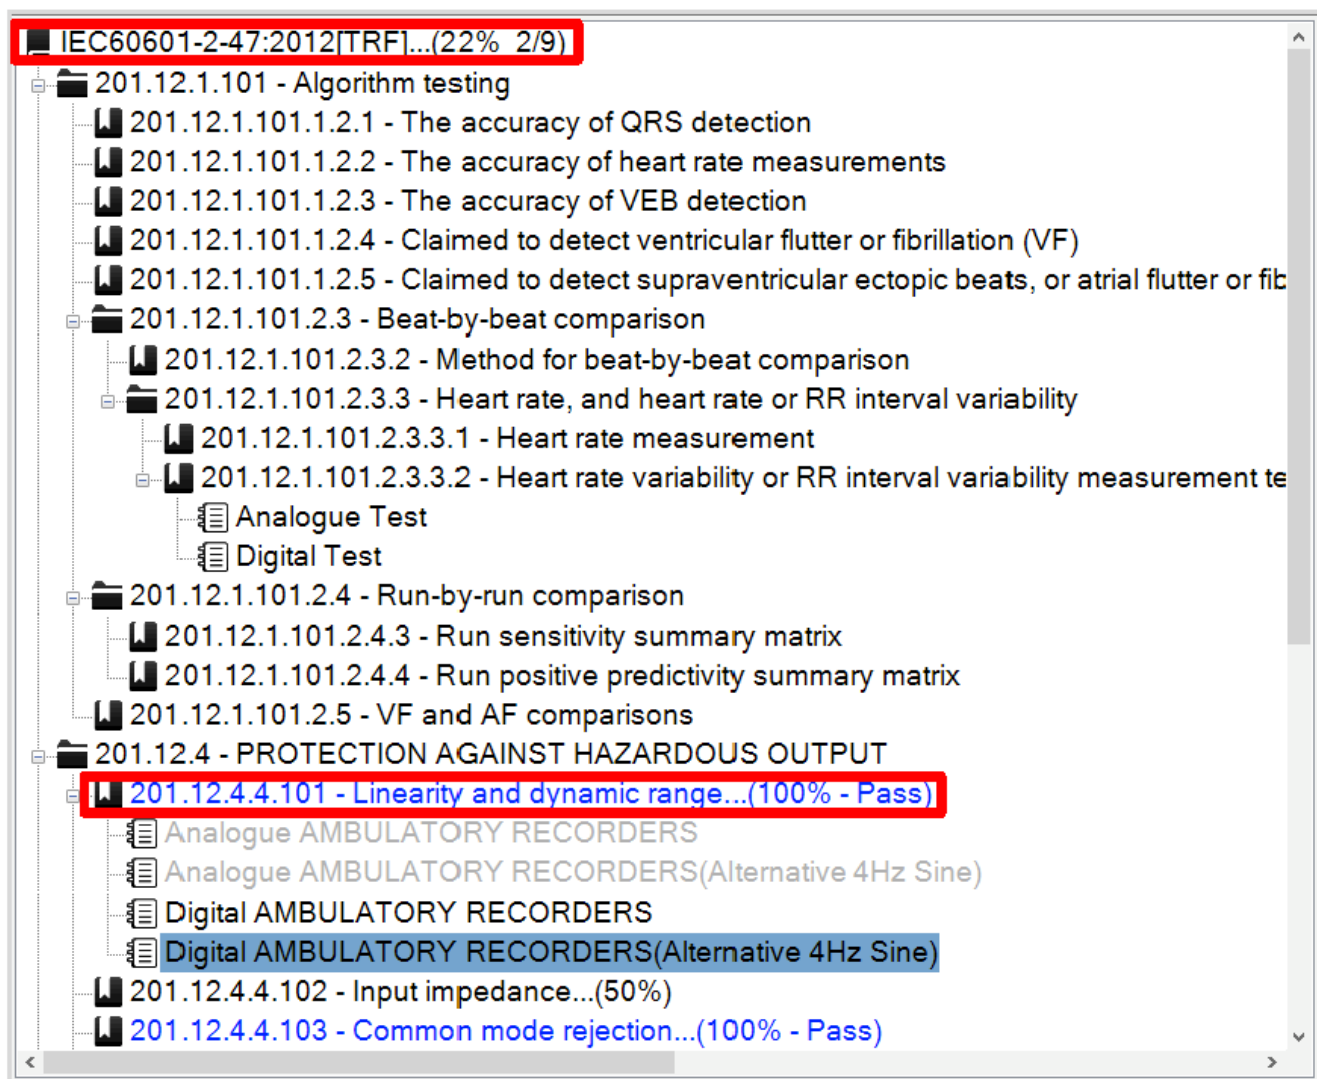 IEC60601-2-47:2012[TRF]...(22%  2/9)
201.12.1.101 - Algorithm testing
201.12.1.101.1.2.1 - The accuracy of QRS detection
201.12.1.101.1.2.2 - The accuracy of heart rate measurements
201.12.1.101.1.2.3 - The accuracy of VEB detection
201.12.1.101.1.2.4 - Claimed to detect ventricular flutter or fibrillation (VF)
201.12.1.101.1.2.5 - Claimed to detect supraventricular ectopic beats, or atrial flutter or fib
201.12.1.101.2.3 - Beat-by-beat comparison
201.12.1.101.2.3.2 - Method for beat-by-beat comparison
201.12.1.101.2.3.3 - Heart rate, and heart rate or RR interval variability
201.12.1.101.2.3.3.1 - Heart rate measurement
201.12.1.101.2.3.3.2 - Heart rate variability or RR interval variability measurement te
Analogue Test
Digital Test
201.12.1.101.2.4 - Run-by-run comparison
201.12.1.101.2.4.3 - Run sensitivity summary matrix
201.12.1.101.2.4.4 - Run positive predictivity summary matrix
201.12.1.101.2.5 - VF and AF comparisons
201.12.4 - PROTECTION AGAINST HAZARDOUS OUTPUT
201.12.4.4.101 - Linearity and dynamic range...(100% - Pass)
Analogue AMBULATORY RECORDERS
Analogue AMBULATORY RECORDERS(Alternative 4Hz Sine)
Digital AMBULATORY RECORDERS
Digital AMBULATORY RECORDERS(Alternative 4Hz Sine)
201.12.4.4.102 - Input impedance...(50%)
201.12.4.4.103 - Common mode rejection...(100% - Pass)